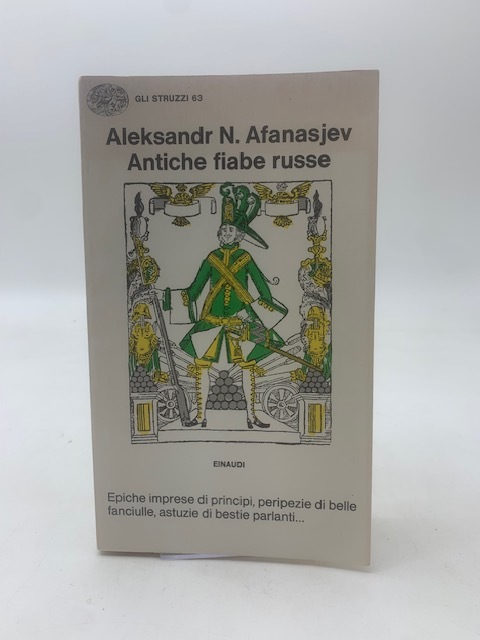 GLI STRUZZI 63
Aleksandr N. Afanasjev
Antiche fiabe russe
EINAUDI
Epiche imprese di principi, peripezie di belle
fanciulle, astuzie di bestie parlanti...